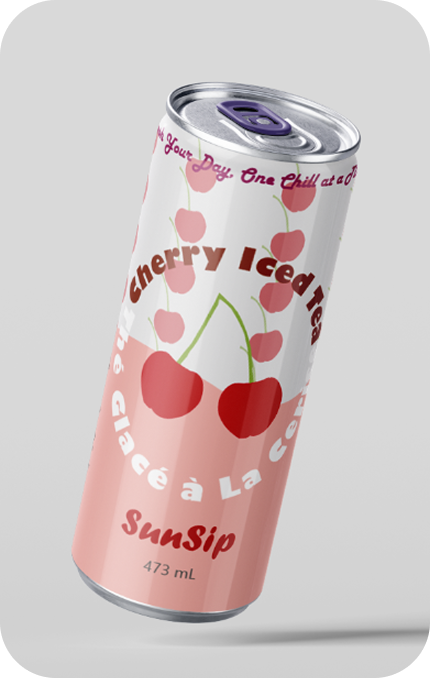 Your Day, One Chill at a
Cherry Iced Tea
Glacé à La
SunSip
473 mL